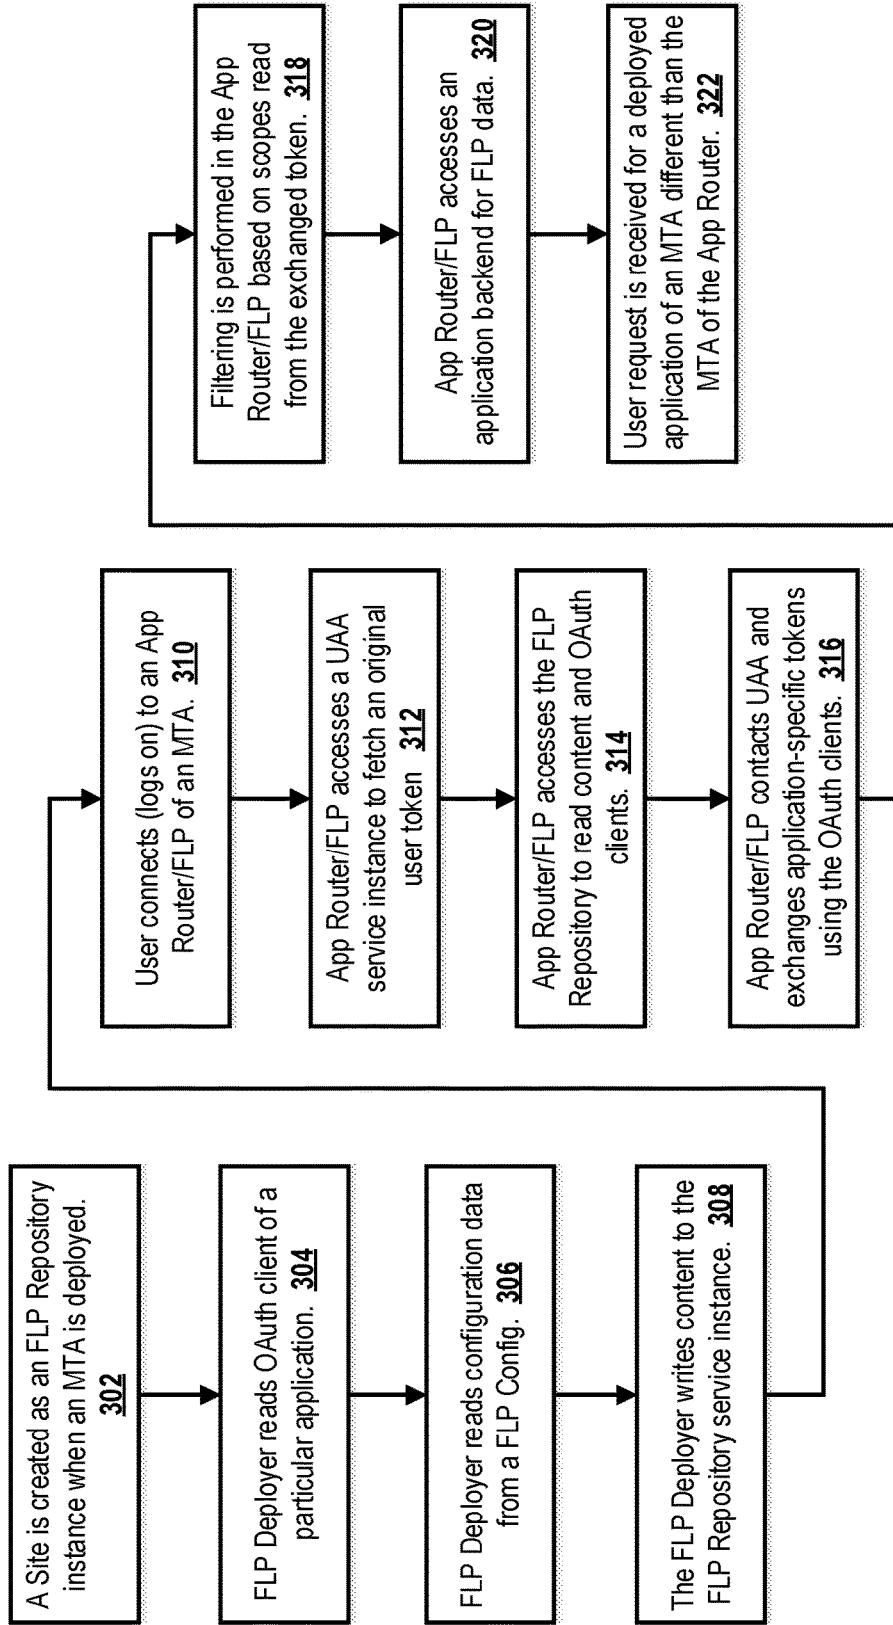 A Site is created as an FLP Repository
instance when an MTA is deployed.
302
FLP Deployer reads OAuth client of a
particular application. 304
FLP Deployer reads configuration data
from a FLP Config. 306
The FLP Deployer writes content to the
FLP Repository service instance. 308
User connects (logs on) to an App
Router/FLP of an MTA. 310
App Router/FLP accesses a UAA
service instance to fetch an original
user token 312
App Router/FLP accesses the FLP
Repository to read content and OAuth
clients. 314
App Router/FLP contacts UAA and
exchanges application-specific tokens
using the OAuth clients. 316
Filtering is performed in the App
Router/FLP based on scopes read
from the exchanged token. 318
App Router/FLP accesses an
application backend for FLP data. 320
User request is received for a deployed
application of an MTA different than the
MTA of the App Router. 322